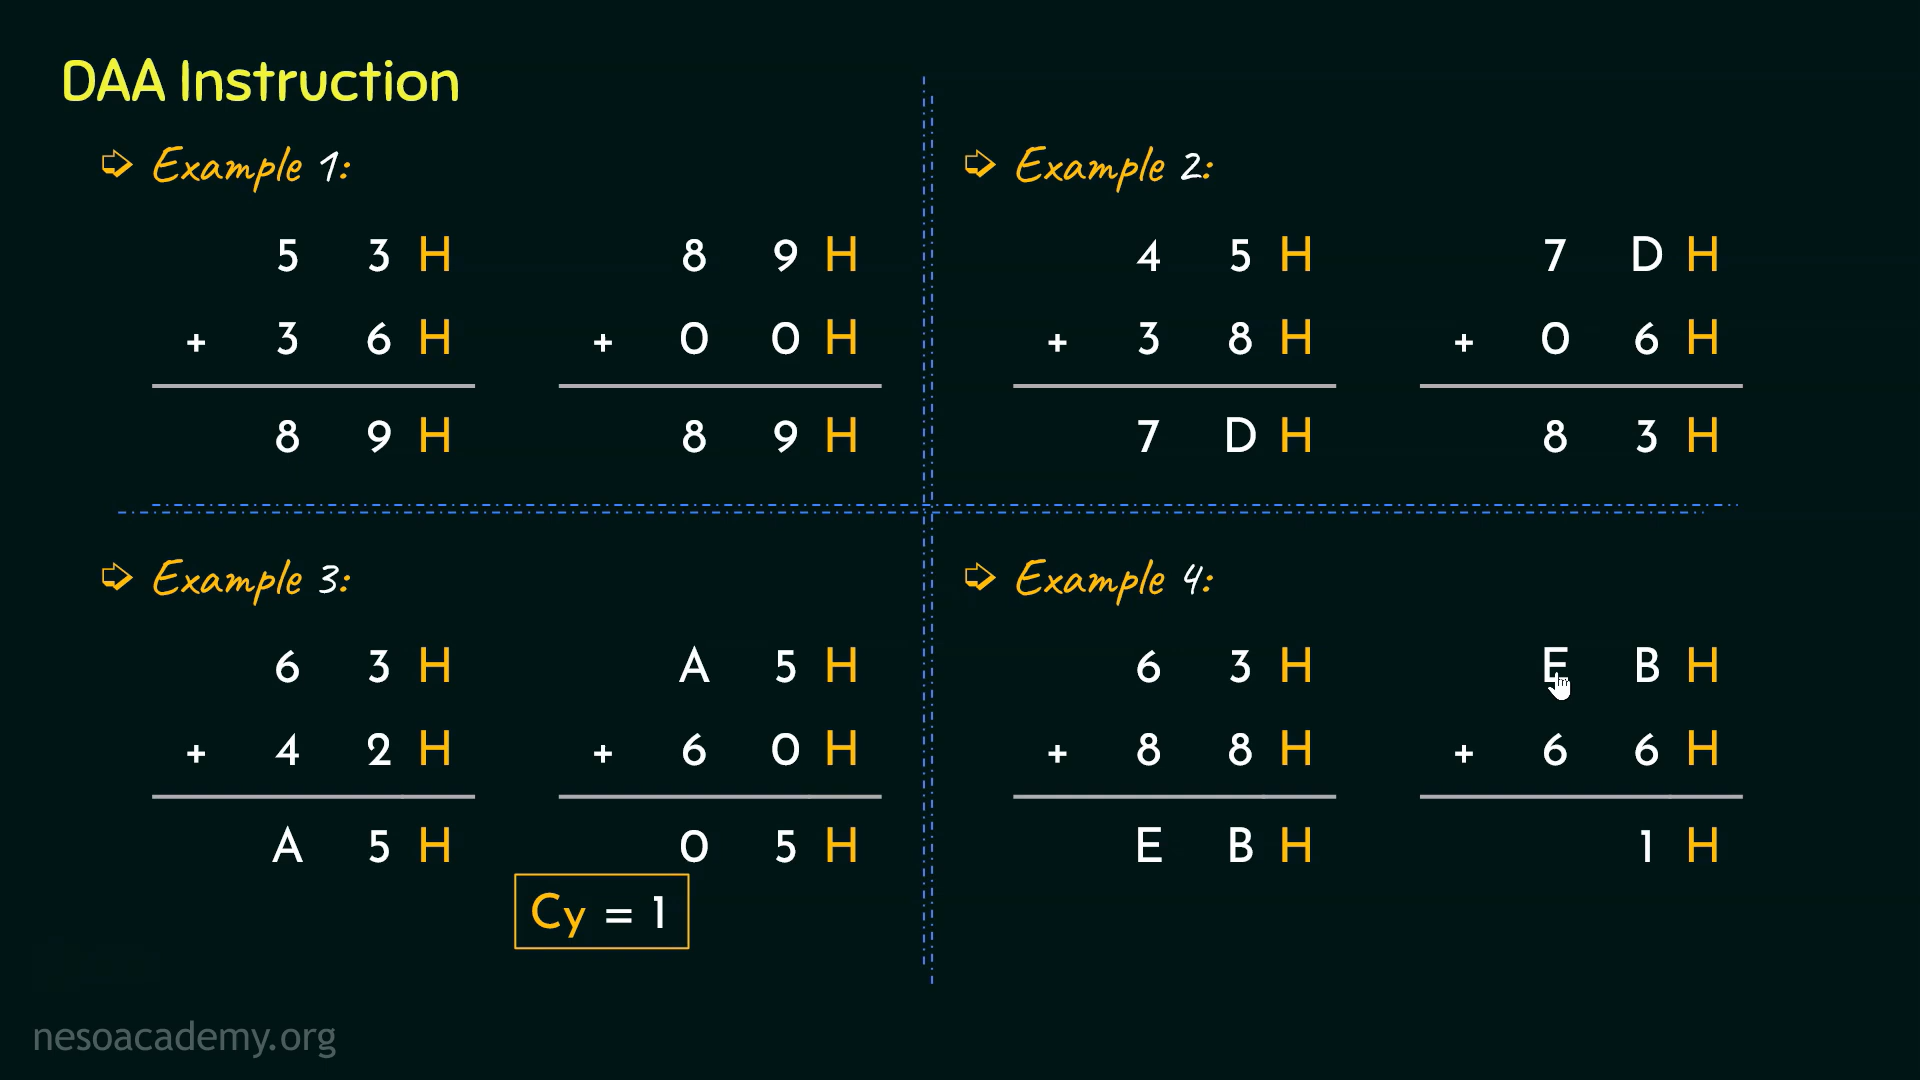 DAA Instruction
➩ Example 1:
5 3 H
+ 3 6 H
8 9 H
8 9 H
+ 0 0 H
8 9 H
➩ Example 2:
4 5 H
+ 3 8 H
7 D H
7 D H
+ 0 6 H
8 3 H
➩ Example 3:
6 3 H
+ 4 2 H
A 5 H
A 5 H
+ 6 0 H
0 5 H
Cy = 1
➩ Example 4:
6 3 H
+ 8 8 H
E B H
E B H
+ 6 6 H
1 H
nesoacademy.org